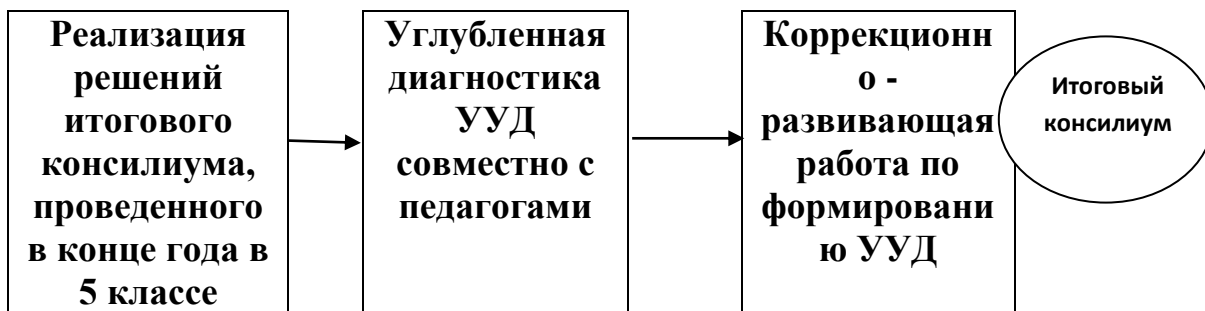 Реализация
решений
итогового
консилиума,
проведенного
в конце года в
5 классе
Углубленная
диагностика
УУД
совместно с
педагогами
Коррекционн
о -
развивающая
работа по
формировани
ю УУД
Итоговый
консилиум